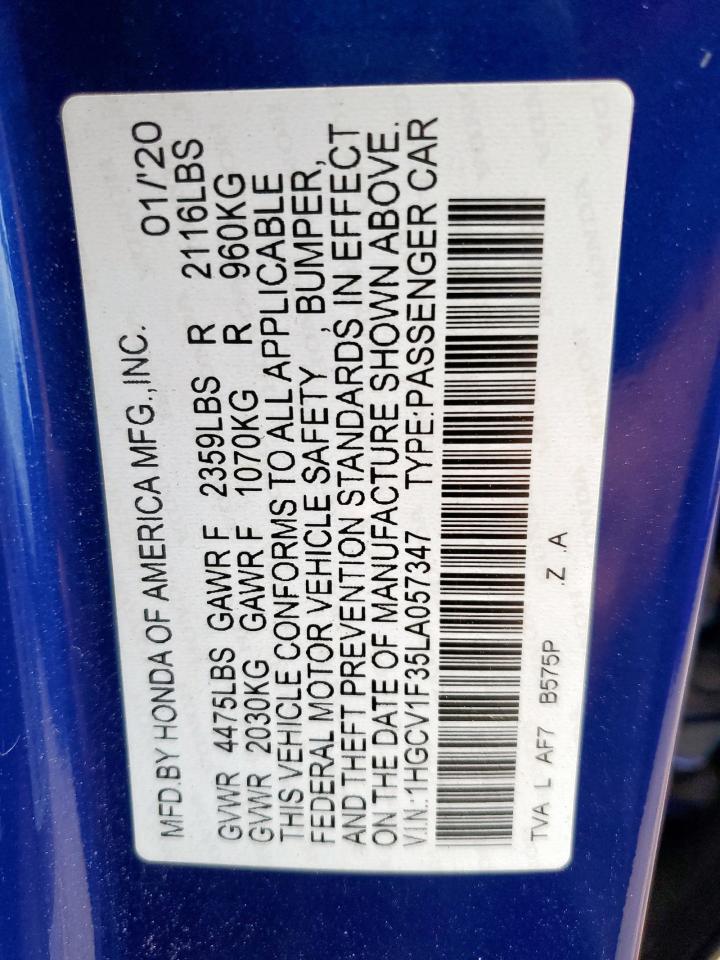 MFD.BY HONDA OF AMERICA MFG.,INC. 01/'20
GVWR 4475LBS GAWR F 2359LBS R 2116LBS
GVWR 2030KG GAWR F 1070KG R 960KG
THIS VEHICLE CONFORMS TO ALL APPLICABLE
FEDERAL MOTOR VEHICLE SAFETY , BUMPER,
AND THEFT PREVENTION STANDARDS IN EFFECT
ON THE DATE OF MANUFACTURE SHOWN ABOVE.
V.I.N.:1HGCV1F35LA057347 TYPE:PASSENGER CAR
TVA L AF7 B575P .Z .A